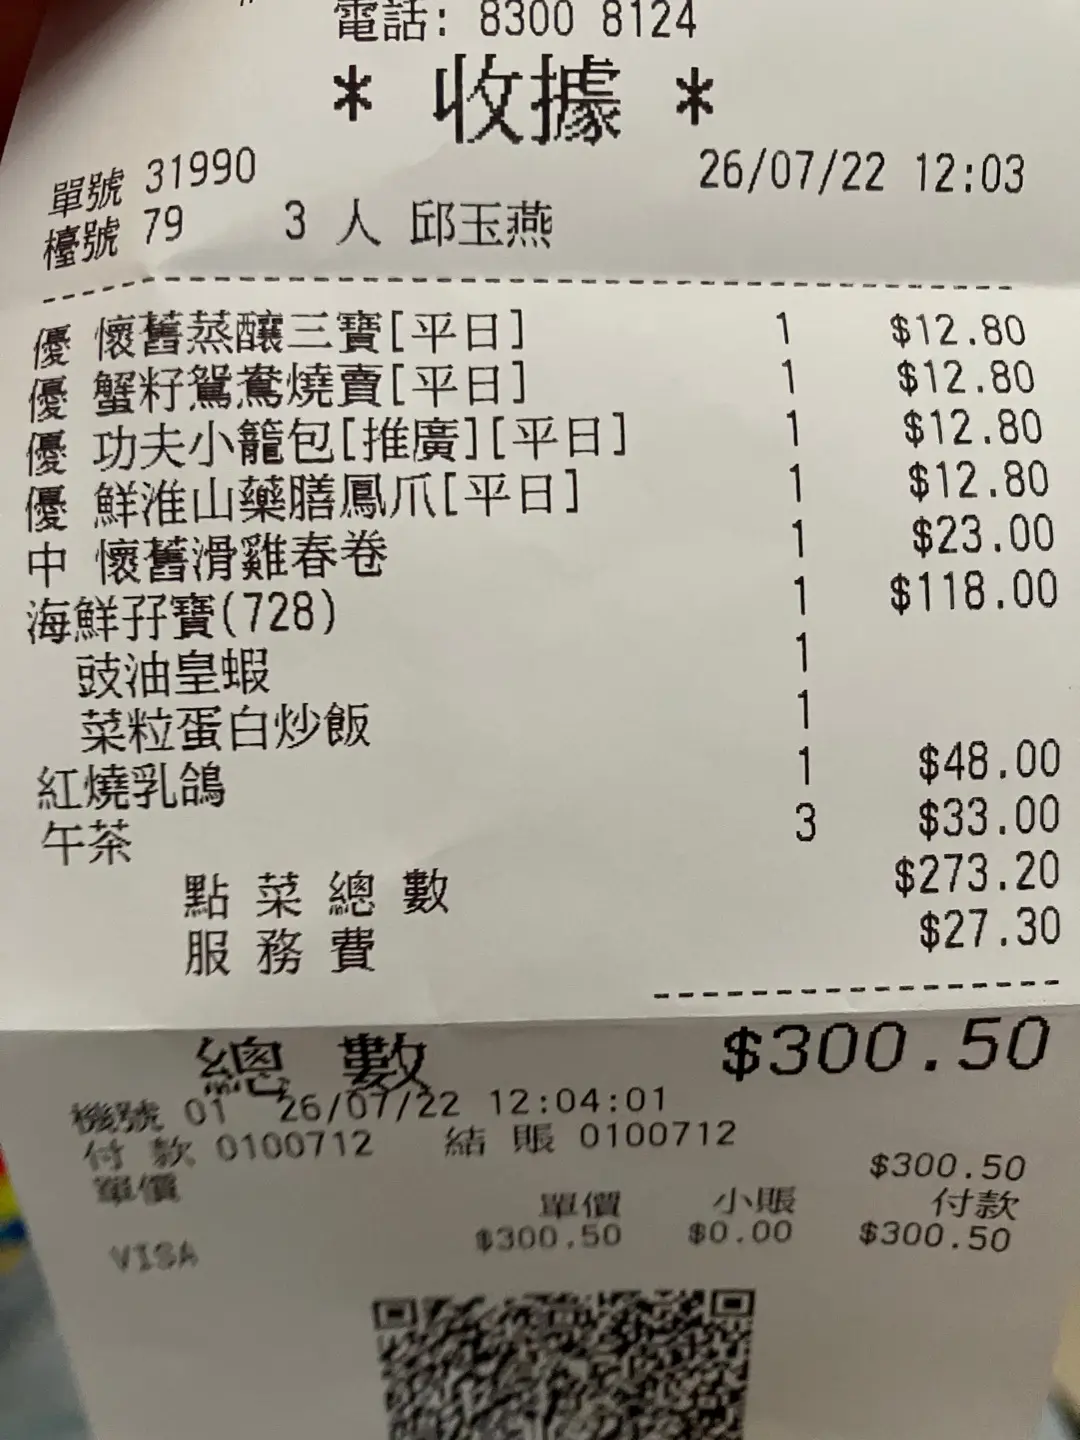 電話: 8300 8124
* 收據 *
單號 31990 26/07/22 12:03
檯號 79 3 人 邱玉燕
優 懷舊蒸釀三寶[平日] 1 $12.80
優 蟹籽鴛鴦燒賣[平日] 1 $12.80
優 功夫小籠包[推廣][平日] 1 $12.80
優 鮮淮山藥膳鳳爪[平日] 1 $12.80
中 懷舊滑雞春卷 1 $23.00
海鮮孖寶(728) 1 $118.00
豉油皇蝦 1
菜粒蛋白炒飯 1
紅燒乳鴿 1 $48.00
午茶 3 $33.00
點菜總數 $273.20
服務費 $27.30
總數 $300.50
機號 01 26/07/22 12:04:01
付款 0100712 結賬 0100712
單價 $300.50
單價 小賬 付款
VISA $300.50 $0.00 $300.50